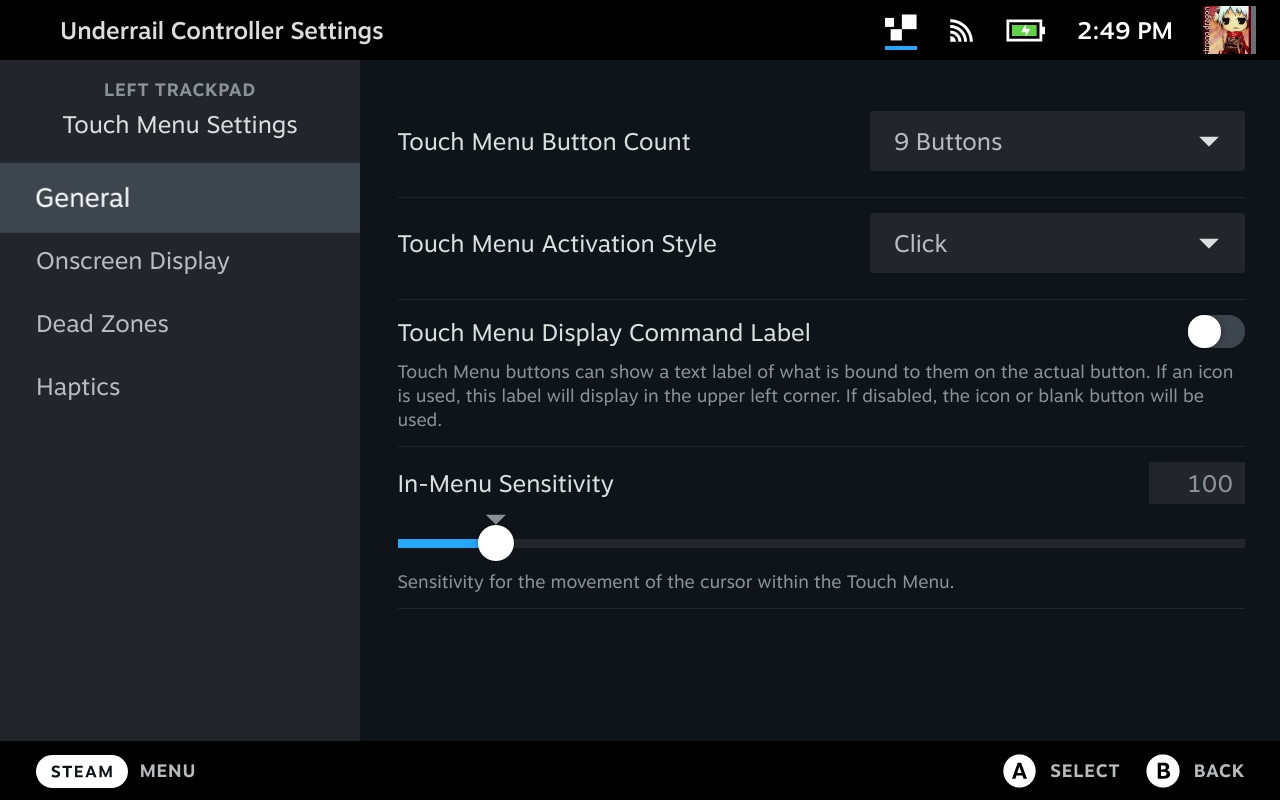 Underrail Controller Settings
2:49 PM
LEFT TRACKPAD
Touch Menu Settings
General
Onscreen Display
Dead Zones
Haptics
Touch Menu Button Count
9 Buttons
Touch Menu Activation Style
Click
Touch Menu Display Command Label
Touch Menu buttons can show a text label of what is bound to them on the actual button. If an icon
is used, this label will display in the upper left corner. If disabled, the icon or blank button will be
used.
In-Menu Sensitivity
100
Sensitivity for the movement of the cursor within the Touch Menu.
STEAM MENU
A SELECT B BACK